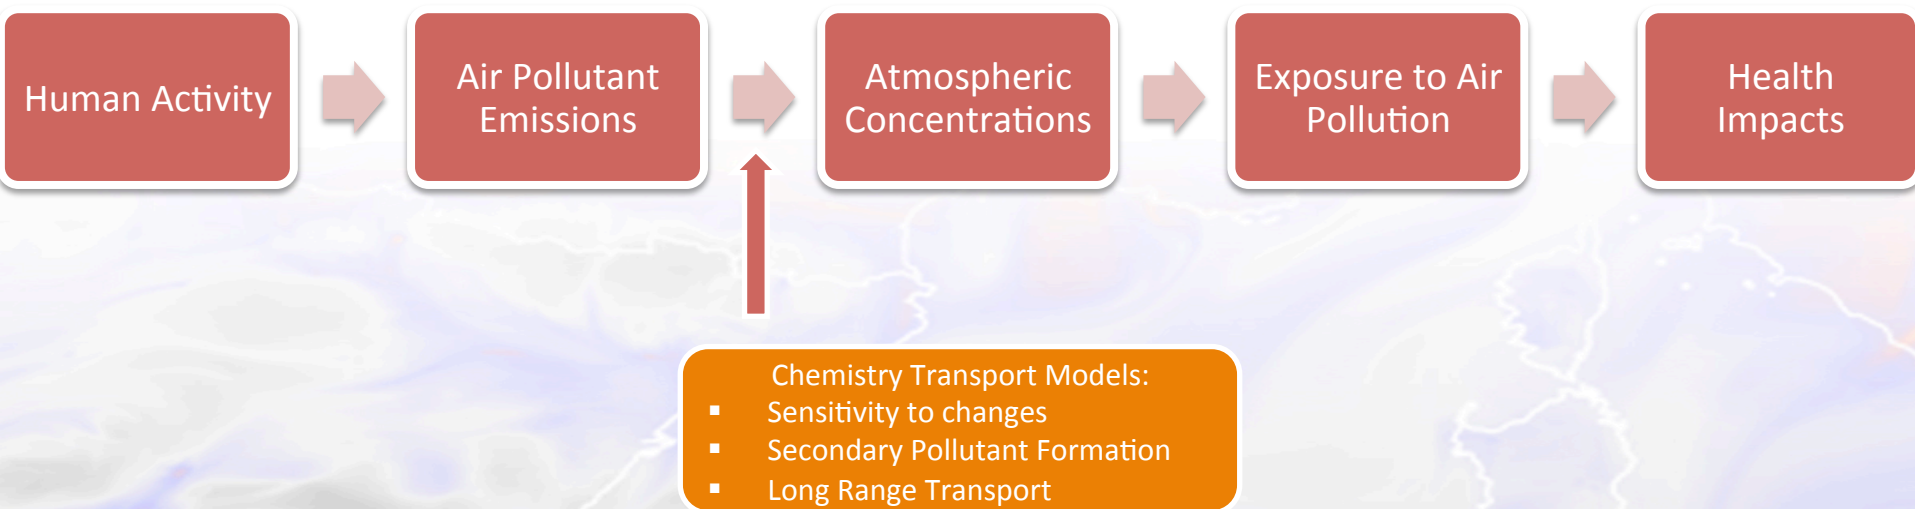 Human Activity
Air Pollutant
Emissions
Atmospheric
Concentrations
Exposure to Air
Pollution
Health
Impacts
Chemistry Transport Models:
▪ Sensitivity to changes
▪ Secondary Pollutant Formation
▪ Long Range Transport